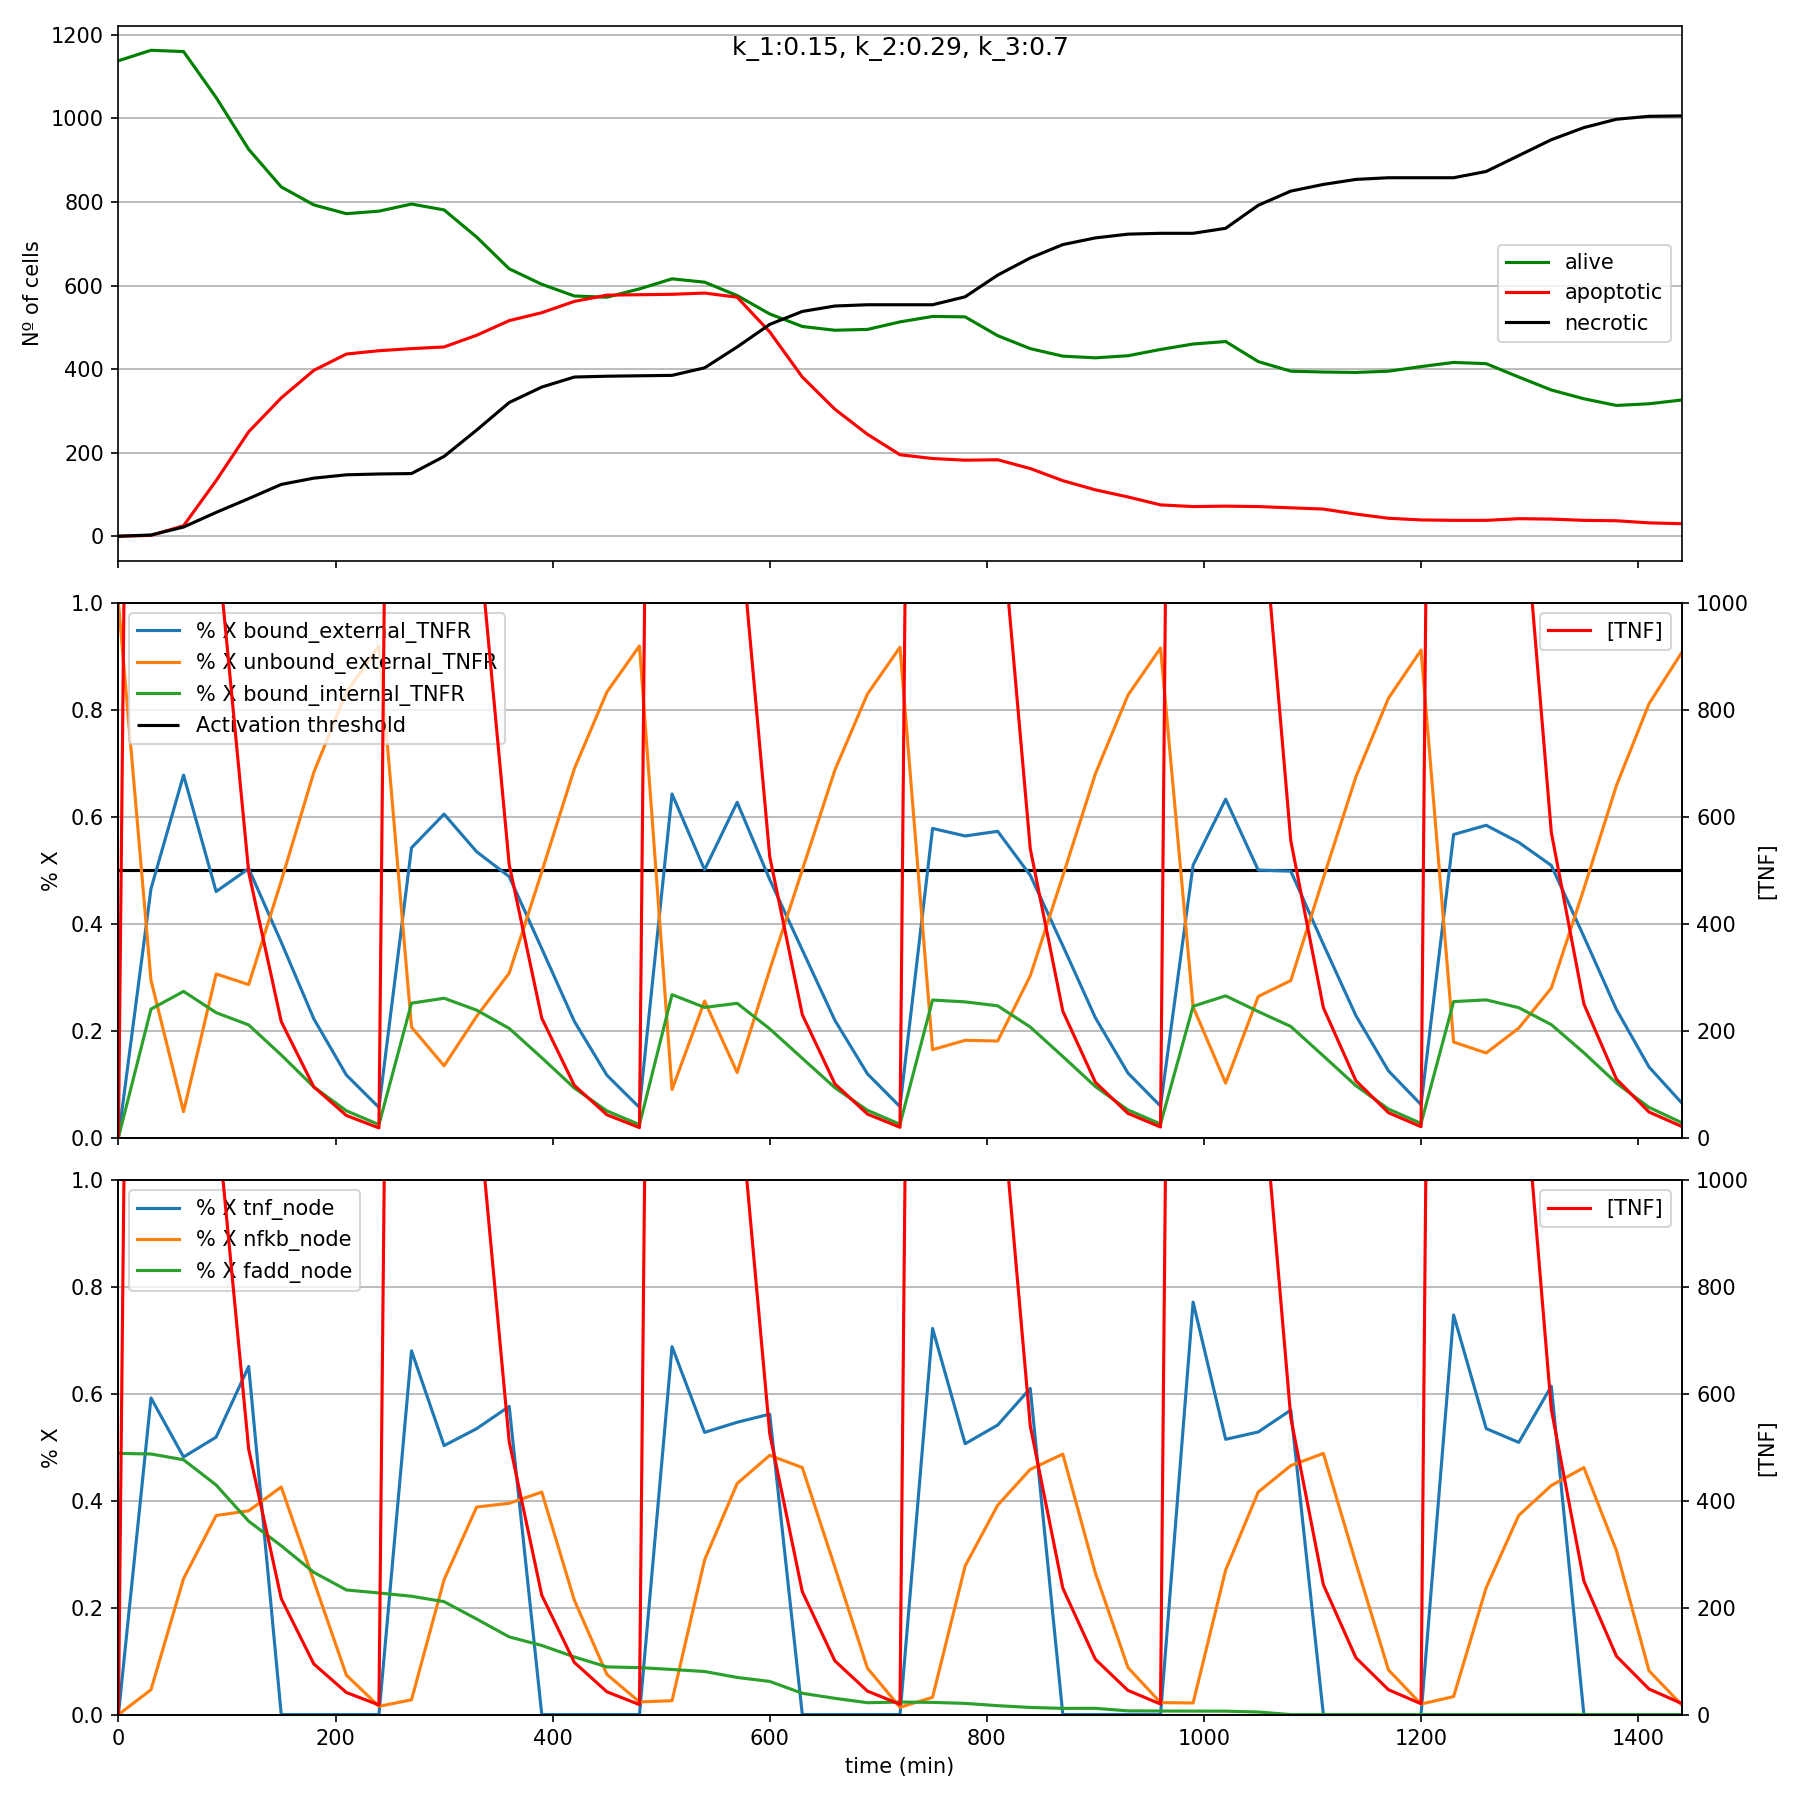 k_1:0.15, k_2:0.29, k_3:0.7
1200
1000
800
600
400
200
0
Nº of cells
alive
apoptotic
necrotic
1.0
0.8
0.6
0.4
0.2
0.0
% X
% X bound_external_TNFR
% X unbound_external_TNFR
% X bound_internal_TNFR
Activation threshold
[TNF]
1000
800
600
400
200
0
[TNF]
1.0
0.8
0.6
0.4
0.2
0.0
% X
% X tnf_node
% X nfkb_node
% X fadd_node
[TNF]
1000
800
600
400
200
0
[TNF]
0 200 400 600 800 1000 1200 1400
time (min)